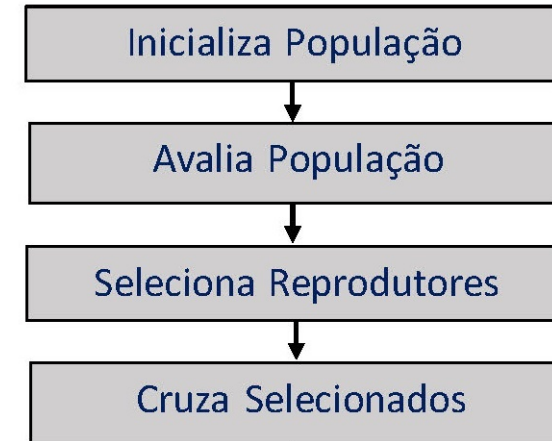 Inicializa População
Avalia População
Seleciona Reprodutores
Cruza Selecionados